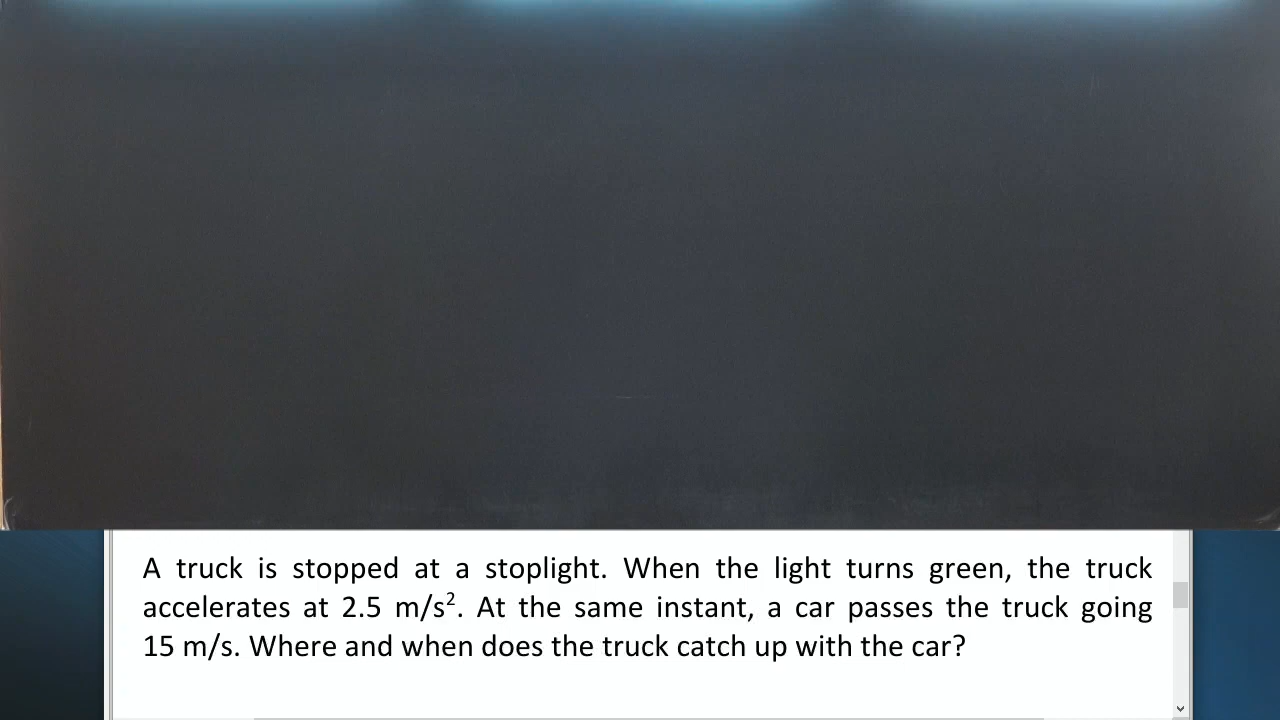 A truck is stopped at a stoplight. When the light turns green, the truck
accelerates at 2.5 m/s². At the same instant, a car passes the truck going
15 m/s. Where and when does the truck catch up with the car?